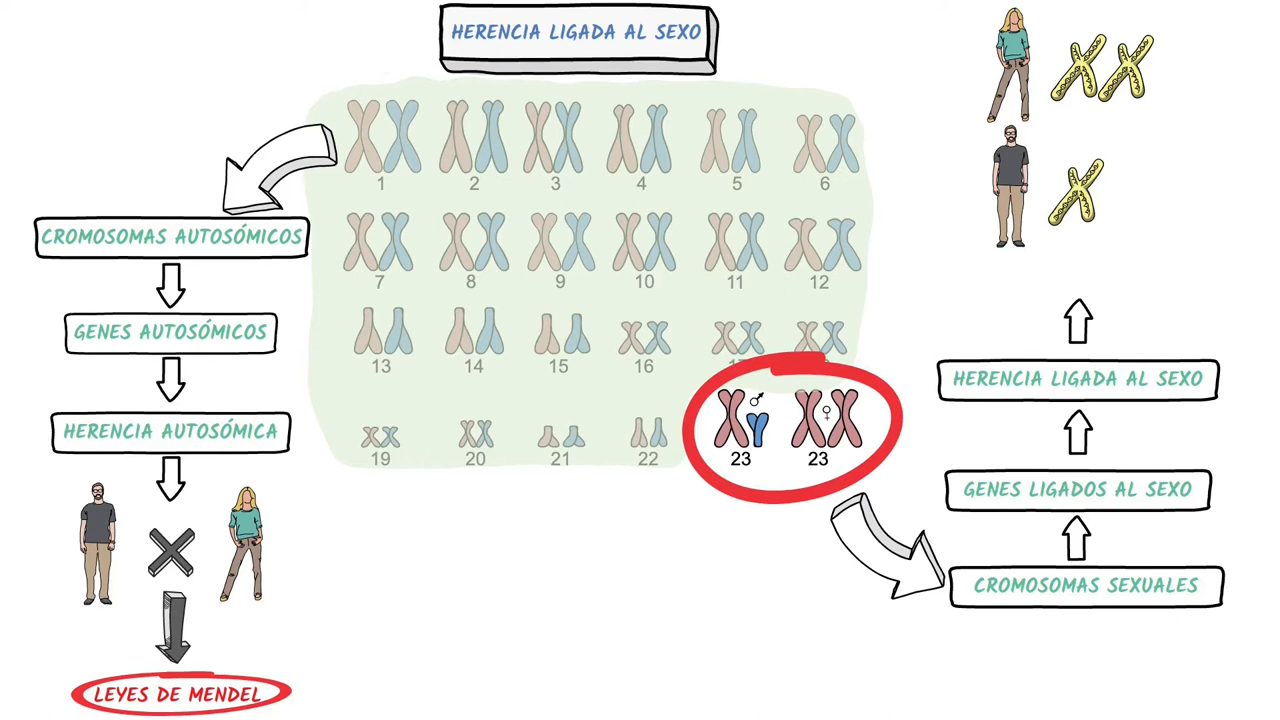 HERENCIA LIGADA AL SEXO
1 2 3 4 5 6
7 8 9 10 11 12
13 14 15 16
19 20 21 22
23 23
CROMOSOMAS AUTOSÓMICOS
GENES AUTOSÓMICOS
HERENCIA AUTOSÓMICA
LEYES DE MENDEL
HERENCIA LIGADA AL SEXO
GENES LIGADOS AL SEXO
CROMOSOMAS SEXUALES